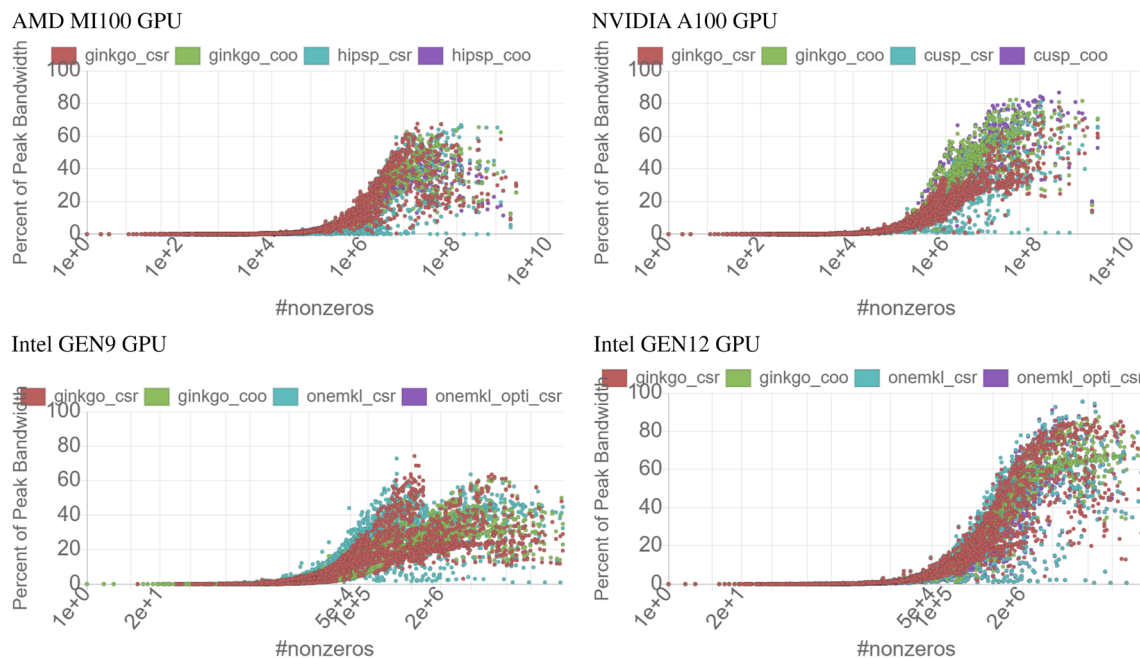 AMD MI100 GPU
ginkgo_csr ginkgo_coo hipsp_csr hipsp_coo
Percent of Peak Bandwidth
100
80
60
40
20
0
1e+0 1e+2 1e+4 1e+6 1e+8 1e+10
#nonzeros
NVIDIA A100 GPU
ginkgo_csr ginkgo_coo cusp_csr cusp_coo
Percent of Peak Bandwidth
100
80
60
40
20
0
1e+0 1e+2 1e+4 1e+6 1e+8 1e+10
#nonzeros
Intel GEN9 GPU
ginkgo_csr ginkgo_coo onemkl_csr onemkl_opti_csr
Percent of Peak Bandwidth
100
80
60
40
20
0
1e+0 2e+1 5e+4 1e+5 2e+6
#nonzeros
Intel GEN12 GPU
ginkgo_csr ginkgo_coo onemkl_csr onemkl_opti_csr
Percent of Peak Bandwidth
100
80
60
40
20
0
1e+0 2e+1 5e+4 1e+5 2e+6
#nonzeros